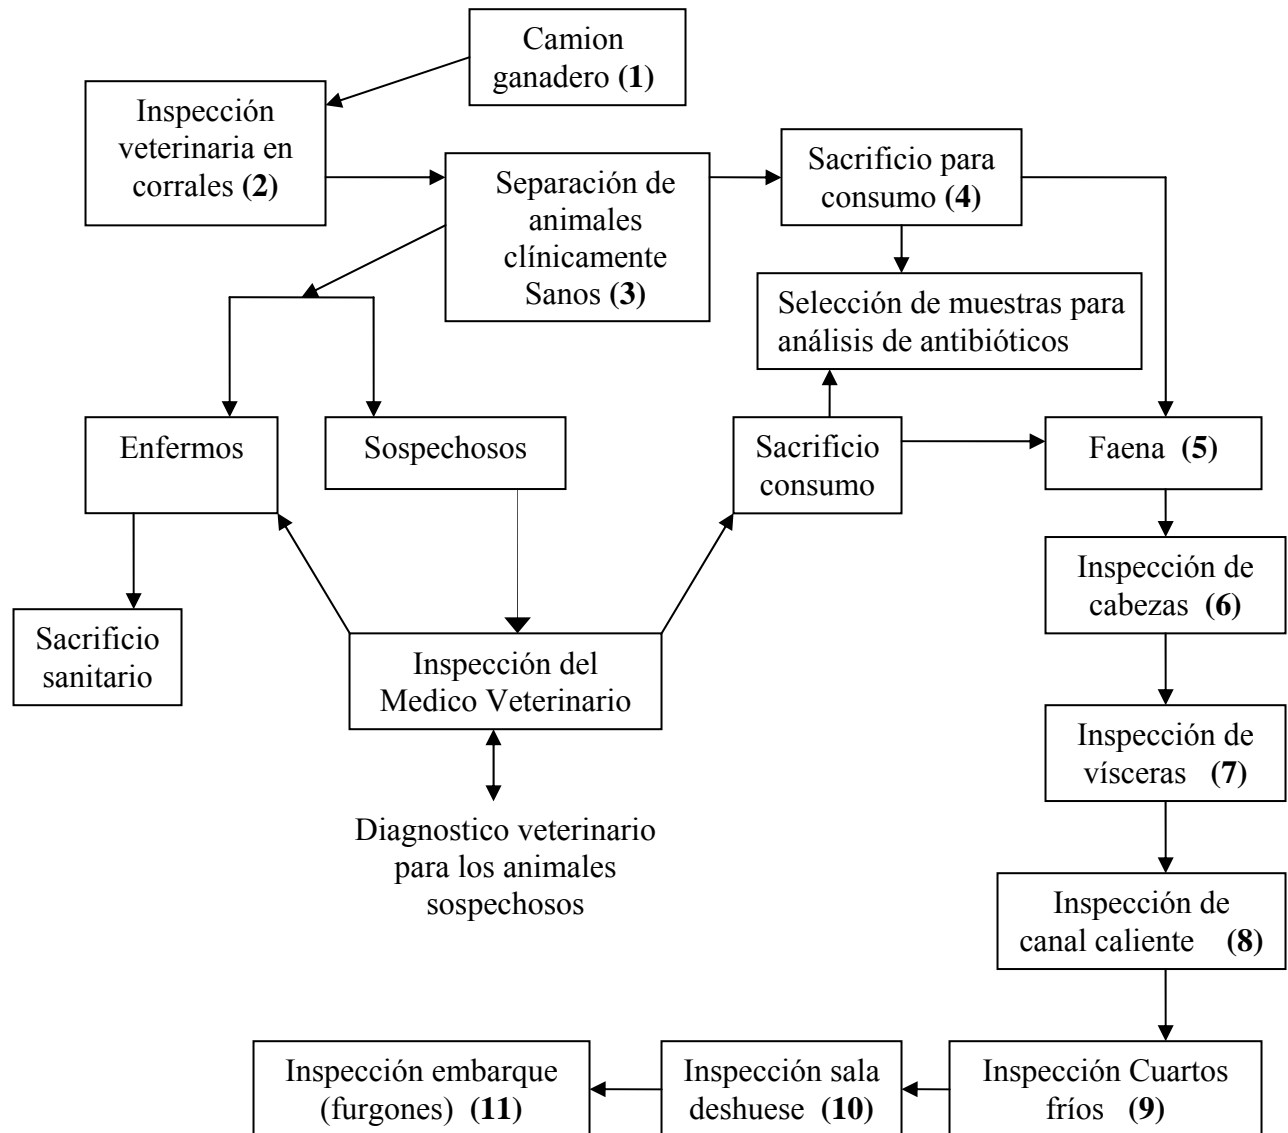 Camion
ganadero (1)
Inspección
veterinaria en
corrales (2)
Separación de
animales
clínicamente
Sanos (3)
Sacrificio para
consumo (4)
Selección de muestras para
análisis de antibióticos
Enfermos
Sospechosos
Sacrificio
consumo
Faena (5)
Inspección de
cabezas (6)
Sacrificio
sanitario
Inspección del
Medico Veterinario
Inspección de
vísceras (7)
Diagnostico veterinario
para los animales
sospechosos
Inspección de
canal caliente (8)
Inspección Cuartos
fríos (9)
Inspección sala
deshuese (10)
Inspección embarque
(furgones) (11)